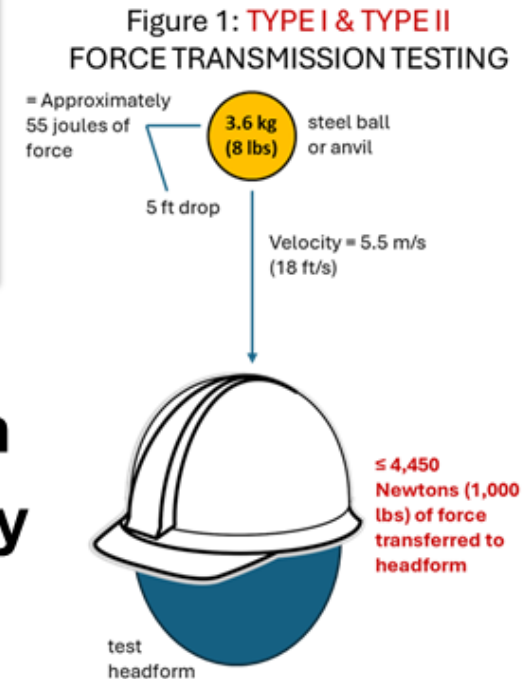 Figure 1: TYPE I & TYPE II
FORCE TRANSMISSION TESTING
= Approximately
55 joules of
force
3.6 kg
(8 lbs)
steel ball
or anvil
5 ft drop
Velocity = 5.5 m/s
(18 ft/s)
y
≤ 4,450
Newtons (1,000
lbs) of force
transferred to
headform
test
headform